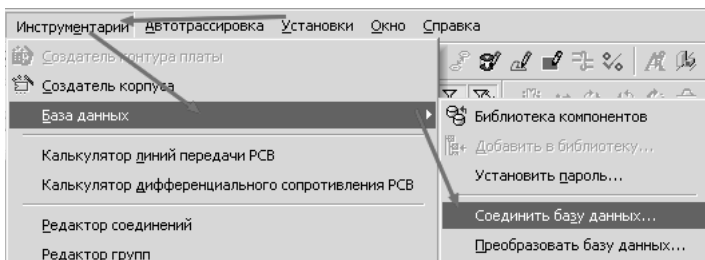 Инструментарии Автотрассировка Установки Окно Справка
Создатель контура платы
Создатель корпуса
База данных
Калькулятор линий передачи PCB
Калькулятор дифференциального сопротивления PCB
Редактор соединений
Редактор групп
Библиотека компонентов
Добавить в библиотеку...
Установить пароль...
Соединить базу данных...
Преобразовать базу данных...